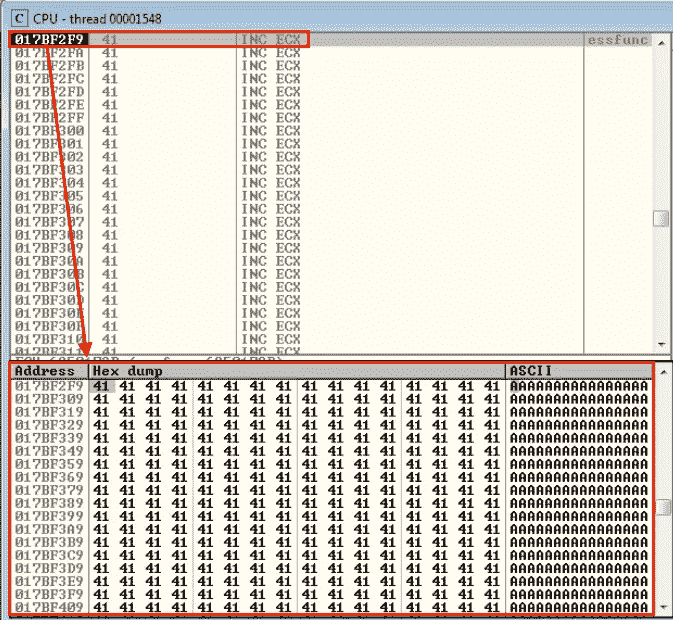 C CPU - thread 00001548
017BF2F9 41 INC ECX essfunc
017BF2FA 41 INC ECX
017BF2FB 41 INC ECX
017BF2FC 41 INC ECX
017BF2FD 41 INC ECX
017BF2FE 41 INC ECX
017BF2FF 41 INC ECX
017BF300 41 INC ECX
017BF301 41 INC ECX
017BF302 41 INC ECX
017BF303 41 INC ECX
017BF304 41 INC ECX
017BF305 41 INC ECX
017BF306 41 INC ECX
017BF307 41 INC ECX
017BF308 41 INC ECX
017BF309 41 INC ECX
017BF30A 41 INC ECX
017BF30B 41 INC ECX
017BF30C 41 INC ECX
017BF30D 41 INC ECX
017BF30E 41 INC ECX
017BF30F 41 INC ECX
017BF310 41 INC ECX
017BF311 41 INC ECX
Address Hex dump ASCII
017BF2F9 41 41 41 41 41 41 41 41 41 41 41 41 41 41 41 41 AAAAAAAAAAAAAAAA
017BF309 41 41 41 41 41 41 41 41 41 41 41 41 41 41 41 41 AAAAAAAAAAAAAAAA
017BF319 41 41 41 41 41 41 41 41 41 41 41 41 41 41 41 41 AAAAAAAAAAAAAAAA
017BF329 41 41 41 41 41 41 41 41 41 41 41 41 41 41 41 41 AAAAAAAAAAAAAAAA
017BF339 41 41 41 41 41 41 41 41 41 41 41 41 41 41 41 41 AAAAAAAAAAAAAAAA
017BF349 41 41 41 41 41 41 41 41 41 41 41 41 41 41 41 41 AAAAAAAAAAAAAAAA
017BF359 41 41 41 41 41 41 41 41 41 41 41 41 41 41 41 41 AAAAAAAAAAAAAAAA
017BF369 41 41 41 41 41 41 41 41 41 41 41 41 41 41 41 41 AAAAAAAAAAAAAAAA
017BF379 41 41 41 41 41 41 41 41 41 41 41 41 41 41 41 41 AAAAAAAAAAAAAAAA
017BF389 41 41 41 41 41 41 41 41 41 41 41 41 41 41 41 41 AAAAAAAAAAAAAAAA
017BF399 41 41 41 41 41 41 41 41 41 41 41 41 41 41 41 41 AAAAAAAAAAAAAAAA
017BF3A9 41 41 41 41 41 41 41 41 41 41 41 41 41 41 41 41 AAAAAAAAAAAAAAAA
017BF3B9 41 41 41 41 41 41 41 41 41 41 41 41 41 41 41 41 AAAAAAAAAAAAAAAA
017BF3C9 41 41 41 41 41 41 41 41 41 41 41 41 41 41 41 41 AAAAAAAAAAAAAAAA
017BF3D9 41 41 41 41 41 41 41 41 41 41 41 41 41 41 41 41 AAAAAAAAAAAAAAAA
017BF3E9 41 41 41 41 41 41 41 41 41 41 41 41 41 41 41 41 AAAAAAAAAAAAAAAA
017BF3F9 41 41 41 41 41 41 41 41 41 41 41 41 41 41 41 41 AAAAAAAAAAAAAAAA
017BF409 41 41 41 41 41 41 41 41 41 41 41 41 41 41 41 41 AAAAAAAAAAAAAAAA